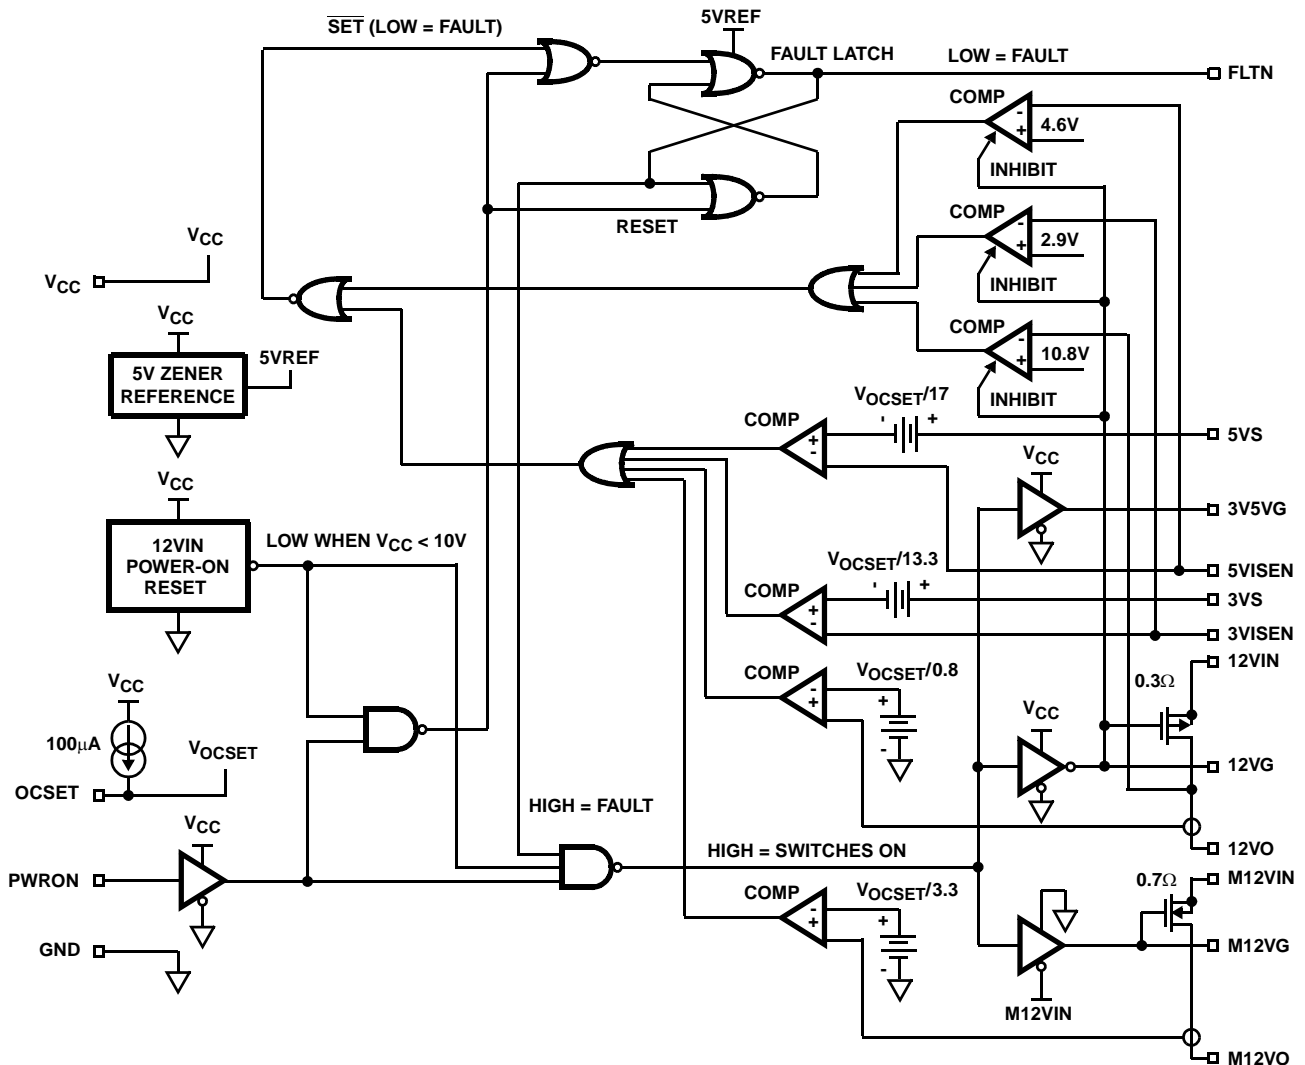 5VREF
SET (LOW = FAULT)
FAULT LATCH
LOW = FAULT
FLTN
COMP
-
+
4.6V
INHIBIT
RESET
COMP
-
+
2.9V
INHIBIT
VCC
VCC
COMP
-
+
10.8V
INHIBIT
VCC
5V ZENER
REFERENCE
5VREF
VOCSET/17
- +
COMP
+
-
5VS
VCC
3V5VG
VCC
12VIN
POWER-ON
RESET
LOW WHEN VCC < 10V
5VISEN
VOCSET/13.3
- +
COMP
+
-
3VS
3VISEN
12VIN
0.3Ω
COMP
-
+
VOCSET/0.8
+
-
VCC
12VG
VCC
100μA
VOCSET
OCSET
HIGH = FAULT
VCC
PWRON
HIGH = SWITCHES ON
12VO
M12VIN
0.7Ω
COMP
-
+
VOCSET/3.3
+
-
GND
M12VG
M12VIN
M12VO